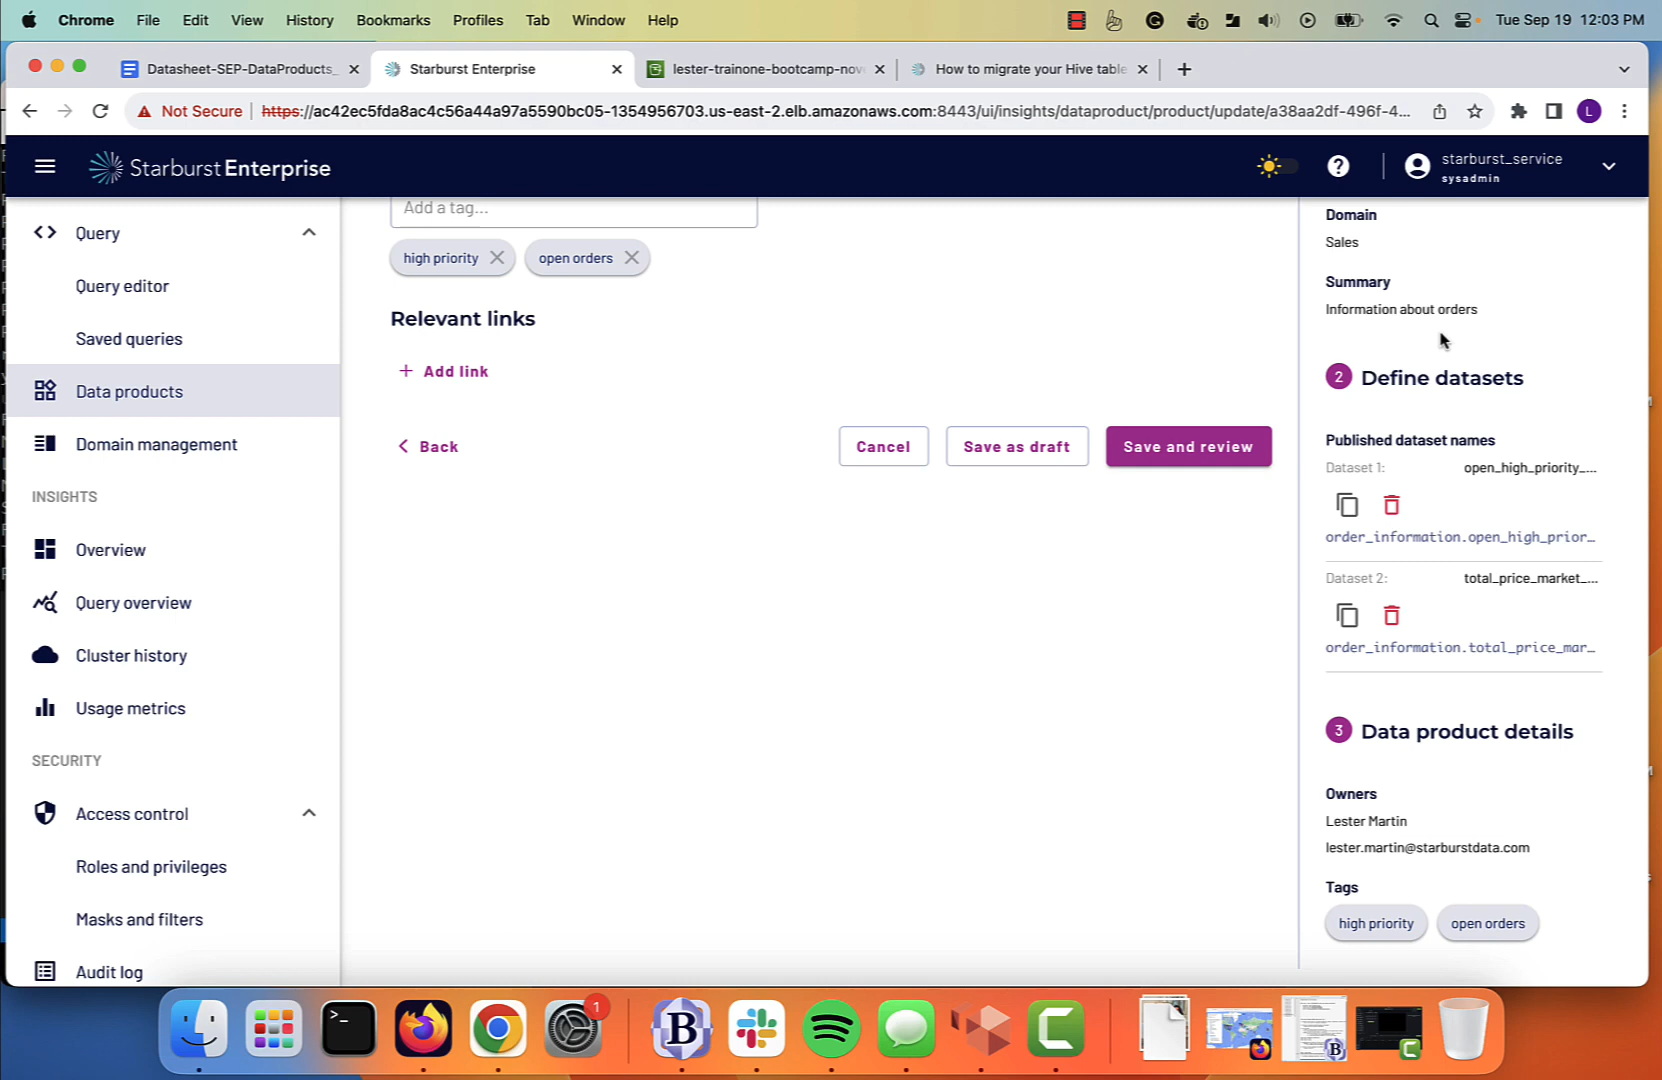 Chrome File Edit View History Bookmarks Profiles Tab Window Help Tue Sep 19 12:03 PM
Datasheet-SEP-DataProducts_ Starburst Enterprise lester-trainone-bootcamp-nov How to migrate your Hive table
Not Secure https://ac42ec5fda8ac4c56a44a97a5590bc05-1354956703.us-east-2.elb.amazonaws.com:8443/ui/insights/dataproduct/product/update/a38aa2df-496f-4... L
Starburst Enterprise
starburst_service
sysadmin
Query
Query editor
Saved queries
Data products
Domain management
INSIGHTS
Overview
Query overview
Cluster history
Usage metrics
SECURITY
Access control
Roles and privileges
Masks and filters
Audit log
Add a tag...
high priority open orders
Relevant links
+ Add link
Back Cancel Save as draft Save and review
Domain
Sales
Summary
Information about orders
2 Define datasets
Published dataset names
Dataset 1: open_high_priority_...
order_information.open_high_prior...
Dataset 2: total_price_market_...
order_information.total_price_mar...
3 Data product details
Owners
Lester Martin
lester.martin@starburstdata.com
Tags
high priority open orders
>_ 1 B C